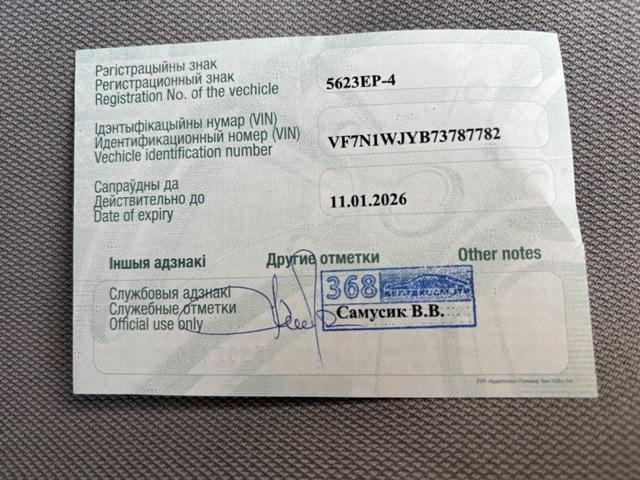 Рэгістрацыйны знак
Регистрационный знак
Registration No. of the vechicle
5623EP-4
Ідэнтыфікацыйны нумар (VIN)
Идентификационный номер (VIN)
Vechicle identification number
VF7N1WJYB73787782
Сапраўдны да
Действительно до
Date of expiry
11.01.2026
Іншыя адзнакі
Другие отметки
Other notes
Службовыя адзнакі
Служебные отметки
Official use only
368
Самусик В.В.